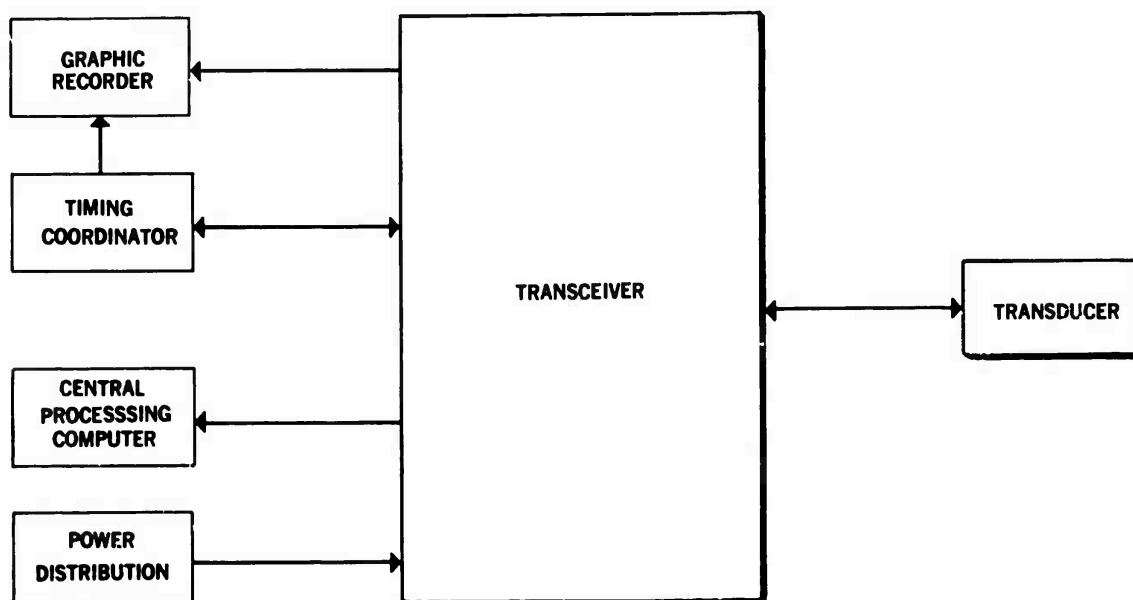 GRAPHIC
RECORDER
TIMING
COORDINATOR
TRANSCEIVER
TRANSDUCER
CENTRAL
PROCESSSING
COMPUTER
POWER
DISTRIBUTION